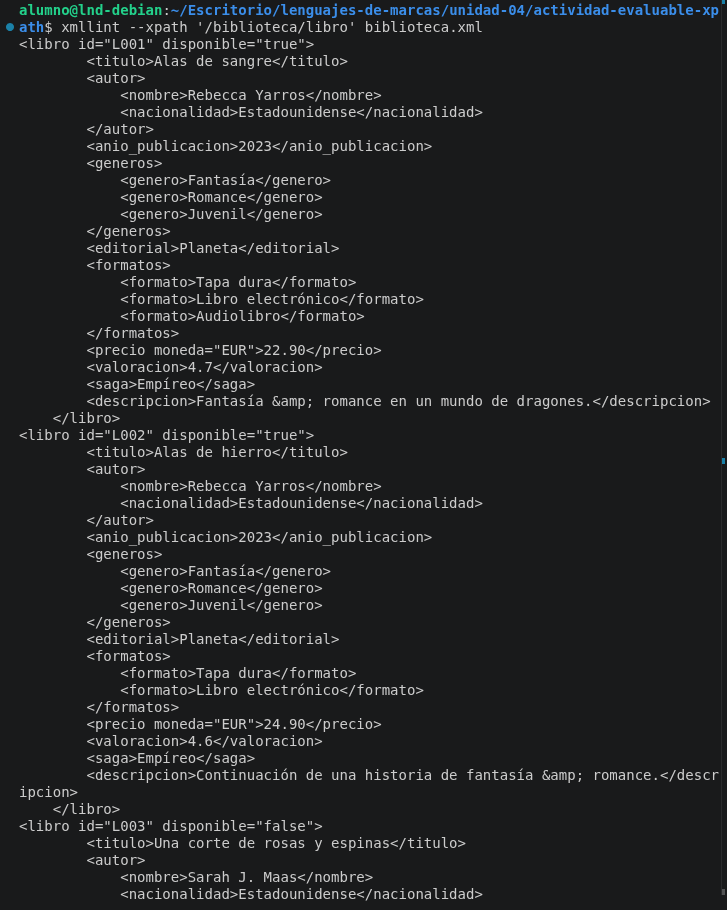 alumno@lnd-debian:~/Escritorio/lenguajes-de-marcas/unidad-04/actividad-evaluable-xp
ath$ xmllint --xpath '/biblioteca/libro' biblioteca.xml
<libro id="L001" disponible="true">
        <titulo>Alas de sangre</titulo>
        <autor>
            <nombre>Rebecca Yarros</nombre>
            <nacionalidad>Estadounidense</nacionalidad>
        </autor>
        <anio_publicacion>2023</anio_publicacion>
        <generos>
            <genero>Fantasía</genero>
            <genero>Romance</genero>
            <genero>Juvenil</genero>
        </generos>
        <editorial>Planeta</editorial>
        <formatos>
            <formato>Tapa dura</formato>
            <formato>Libro electrónico</formato>
            <formato>Audiolibro</formato>
        </formatos>
        <precio moneda="EUR">22.90</precio>
        <valoracion>4.7</valoracion>
        <saga>Empíreo</saga>
        <descripcion>Fantasía &amp; romance en un mundo de dragones.</descripcion>
    </libro>
<libro id="L002" disponible="true">
        <titulo>Alas de hierro</titulo>
        <autor>
            <nombre>Rebecca Yarros</nombre>
            <nacionalidad>Estadounidense</nacionalidad>
        </autor>
        <anio_publicacion>2023</anio_publicacion>
        <generos>
            <genero>Fantasía</genero>
            <genero>Romance</genero>
            <genero>Juvenil</genero>
        </generos>
        <editorial>Planeta</editorial>
        <formatos>
            <formato>Tapa dura</formato>
            <formato>Libro electrónico</formato>
        </formatos>
        <precio moneda="EUR">24.90</precio>
        <valoracion>4.6</valoracion>
        <saga>Empíreo</saga>
        <descripcion>Continuación de una historia de fantasía &amp; romance.</descr
ipcion>
    </libro>
<libro id="L003" disponible="false">
        <titulo>Una corte de rosas y espinas</titulo>
        <autor>
            <nombre>Sarah J. Maas</nombre>
            <nacionalidad>Estadounidense</nacionalidad>